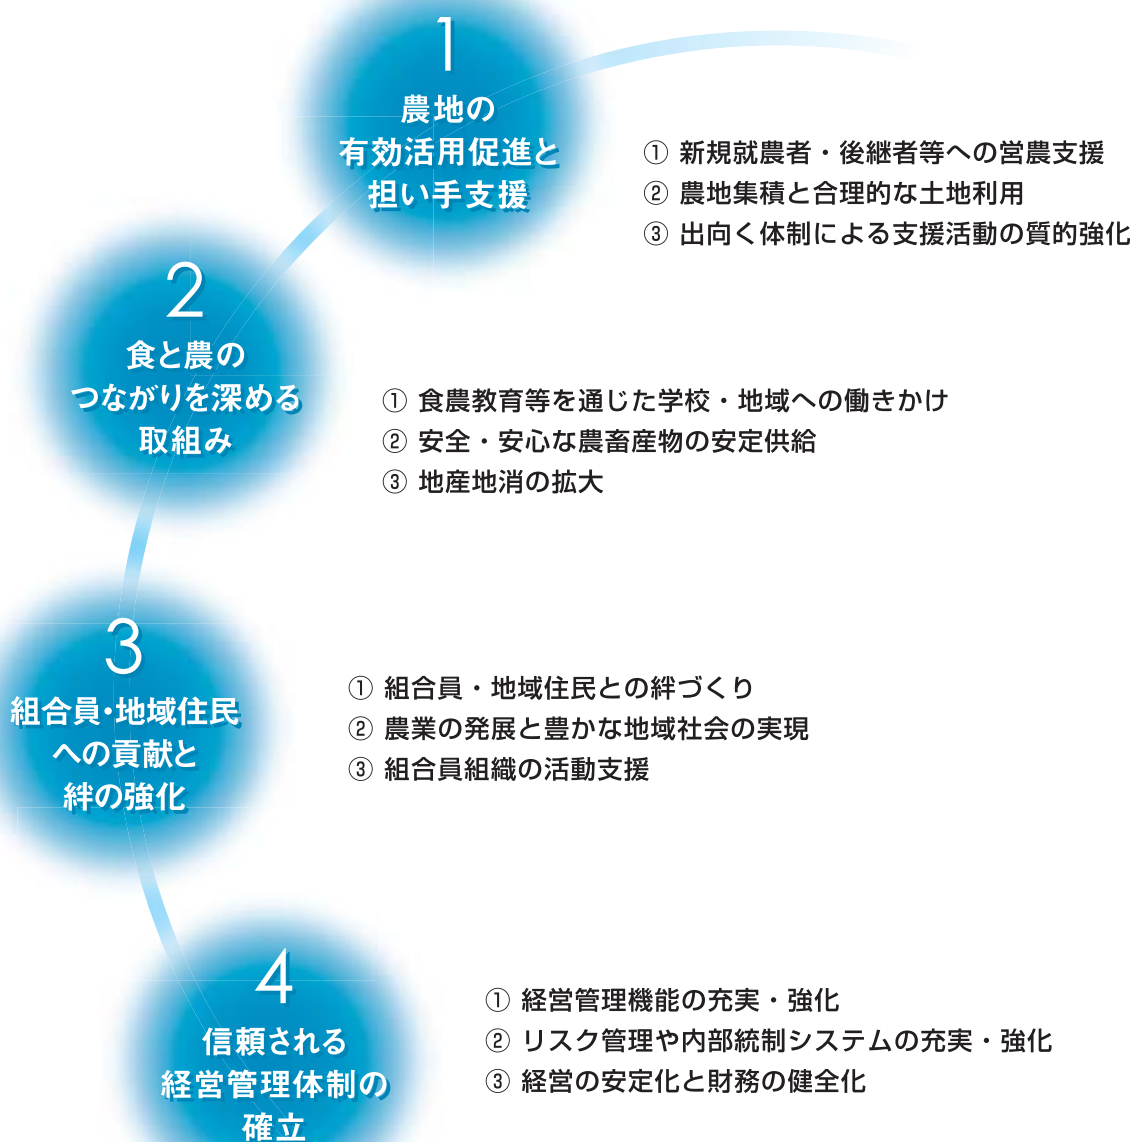 1
農地の
有効活用促進と
担い手支援
① 新規就農者・後継者等への営農支援
② 農地集積と合理的な土地利用
③ 出向く体制による支援活動の質的強化
2
食と農の
つながりを深める
取組み
① 食農教育等を通じた学校・地域への働きかけ
② 安全・安心な農畜産物の安定供給
③ 地産地消の拡大
3
組合員・地域住民
への貢献と
絆の強化
① 組合員・地域住民との絆づくり
② 農業の発展と豊かな地域社会の実現
③ 組合員組織の活動支援
4
信頼される
経営管理体制の
確立
① 経営管理機能の充実・強化
② リスク管理や内部統制システムの充実・強化
③ 経営の安定化と財務の健全化